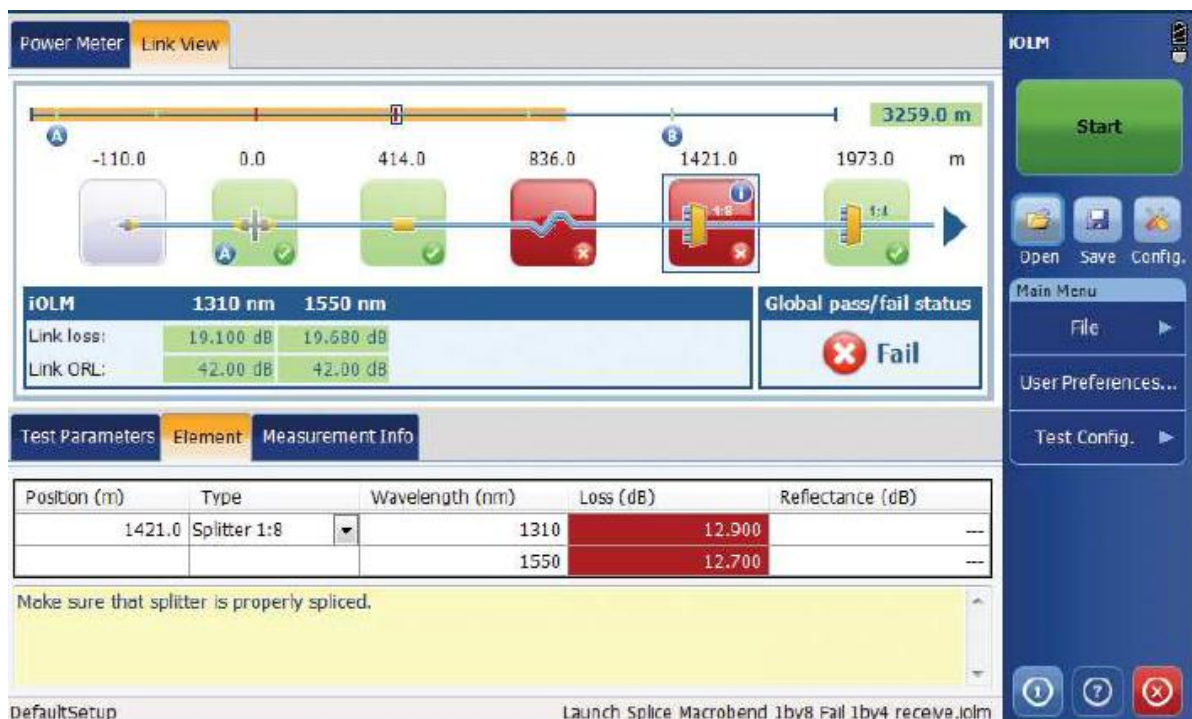 Power Meter Link View
iOLM
3259.0 m
Start
A B
-110.0 0.0 414.0 836.0 1421.0 1973.0 m
1:8 1:4
A
Open Save Config.
Main Menu
File
User Preferences...
Test Config.
iOLM 1310 nm 1550 nm
Link loss: 19.100 dB 19.680 dB
Link ORL: 42.00 dB 42.00 dB
Global pass/fail status
Fail
Test Parameters Element Measurement Info
Position (m) Type Wavelength (nm) Loss (dB) Reflectance (dB)
1421.0 Splitter 1:8 1310 12.900 ---
1550 12.700 ---
Make sure that splitter is properly spliced.
DefaultSetup Launch Splice Macrobend 1by8 Fail 1by4 receive.iolm